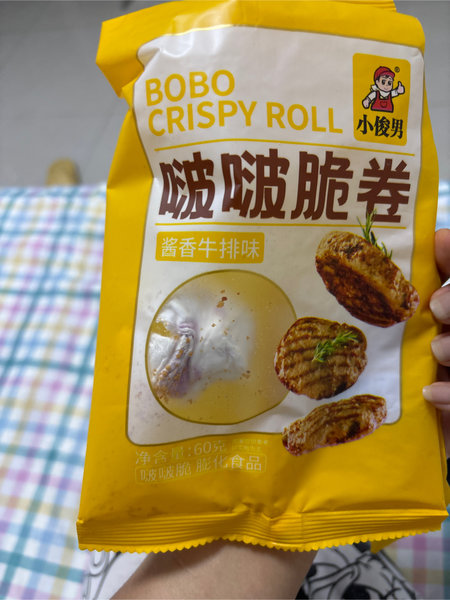 BOBO
CRISPY ROLL
®
小俊男
啵啵脆卷
酱香牛排味
净含量:60克
啵啵脆 膨化食品